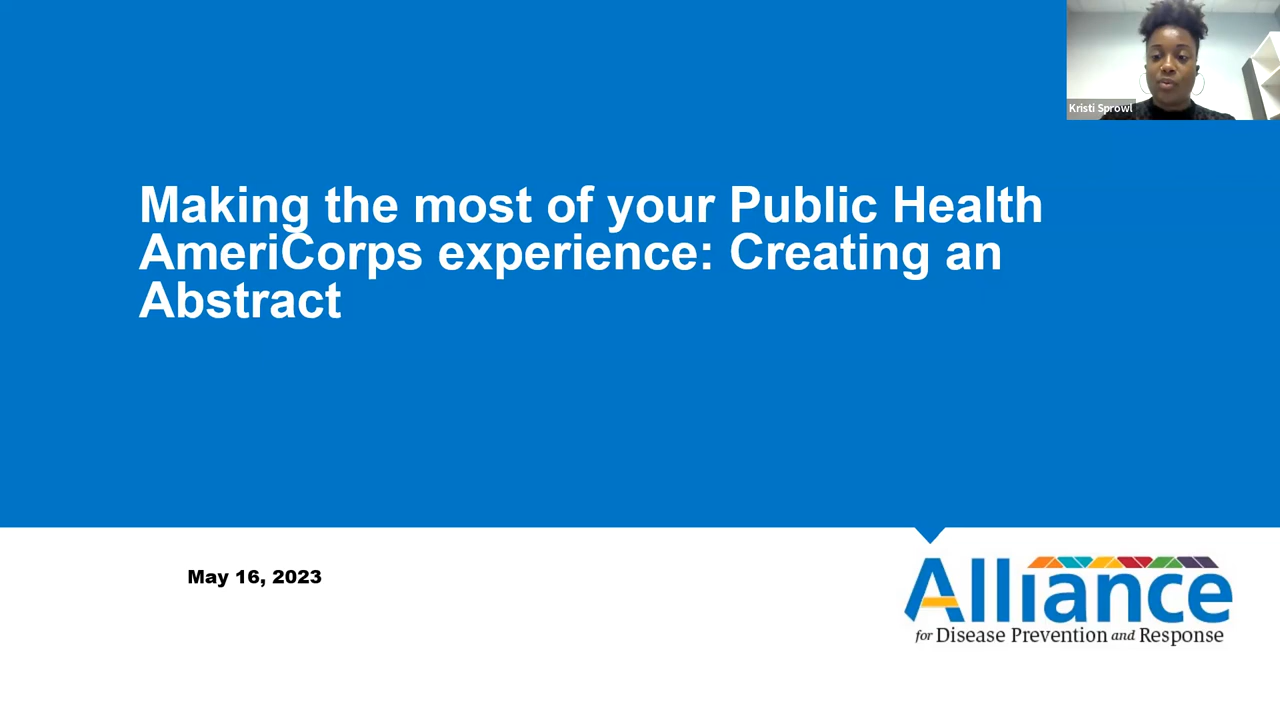 Kristi Sprowl
Making the most of your Public Health
AmeriCorps experience: Creating an
Abstract
May 16, 2023
Alliance
for Disease Prevention and Response